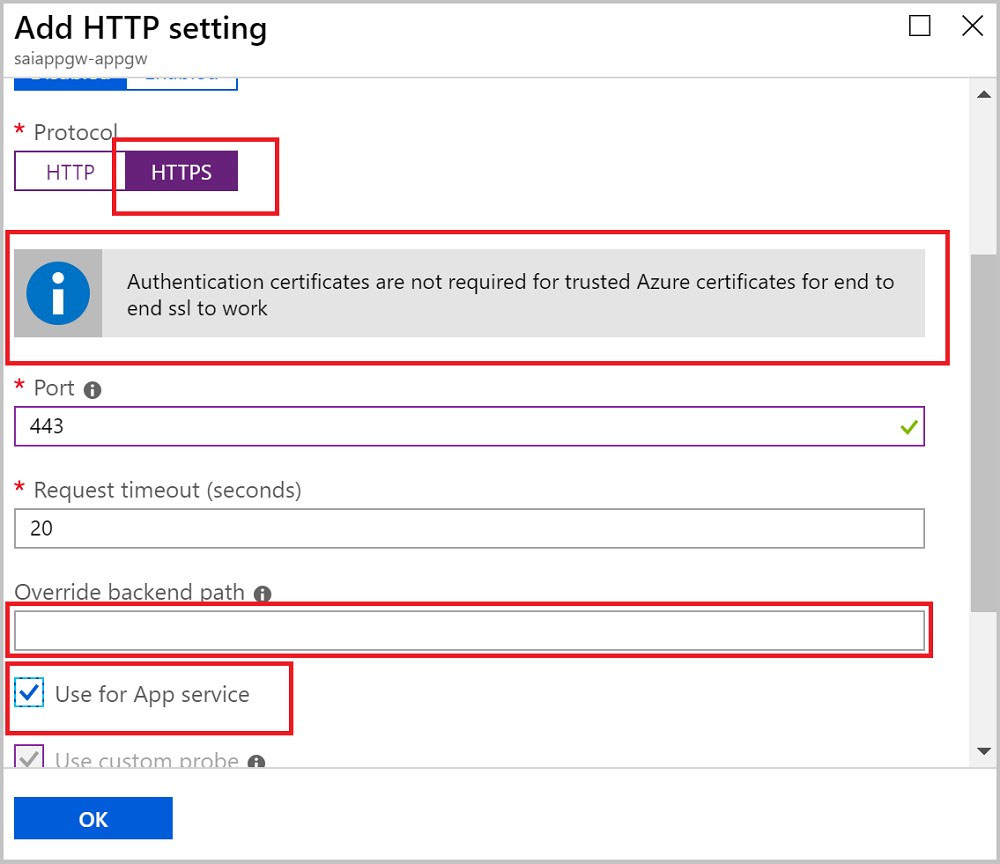 Add HTTP setting
saiappgw-appgw
Disabled Enabled
* Protocol
HTTP HTTPS
Authentication certificates are not required for trusted Azure certificates for end to
end ssl to work
* Port
443
* Request timeout (seconds)
20
Override backend path
Use for App service
Use custom probe
OK